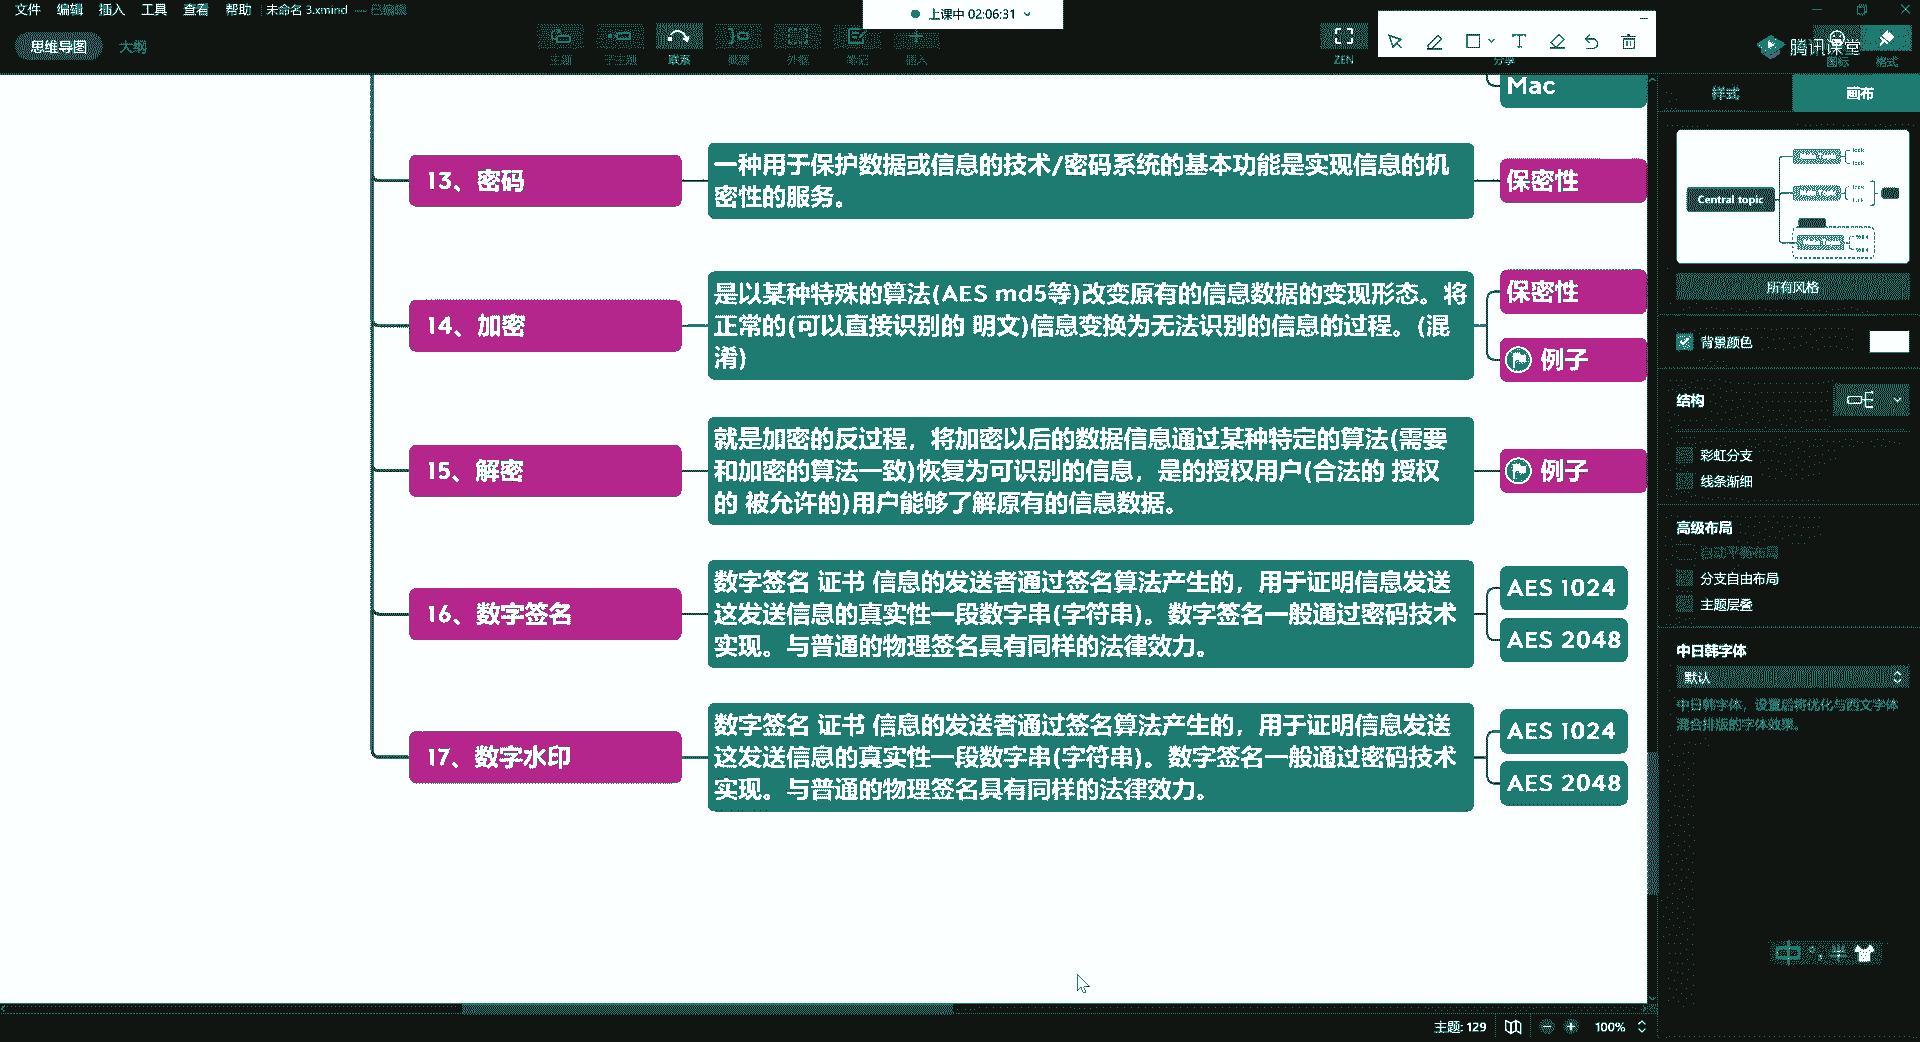 文件 编辑 插入 工具 查看 帮助 未命名 3.xmind — 已编辑
上课中 02:06:31
思维导图 大纲
主题 子主题 联系 概要 外框 笔记 插入 ZEN 分享 图标 格式
腾讯课堂
样式 画布
Mac
13、密码
一种用于保护数据或信息的技术/密码系统的基本功能是实现信息的机
密性的服务。
保密性
14、加密
是以某种特殊的算法(AES md5等)改变原有的信息数据的变现形态。将
正常的(可以直接识别的 明文)信息变换为无法识别的信息的过程。(混
淆)
保密性
例子
15、解密
就是加密的反过程，将加密以后的数据信息通过某种特定的算法(需要
和加密的算法一致)恢复为可识别的信息，是的授权用户(合法的 授权
的 被允许的)用户能够了解原有的信息数据。
例子
16、数字签名
数字签名 证书 信息的发送者通过签名算法产生的，用于证明信息发送
这发送信息的真实性一段数字串(字符串)。数字签名一般通过密码技术
实现。与普通的物理签名具有同样的法律效力。
AES 1024
AES 2048
17、数字水印
数字签名 证书 信息的发送者通过签名算法产生的，用于证明信息发送
这发送信息的真实性一段数字串(字符串)。数字签名一般通过密码技术
实现。与普通的物理签名具有同样的法律效力。
AES 1024
AES 2048
Central topic
所有风格
背景颜色
结构
彩虹分支
线条渐细
高级布局
自动平衡布局
分支自由布局
主题层叠
中日韩字体
默认
中日韩字体，设置后将优化与西文字体
混合排版的字体效果。
中
主题: 129
100%